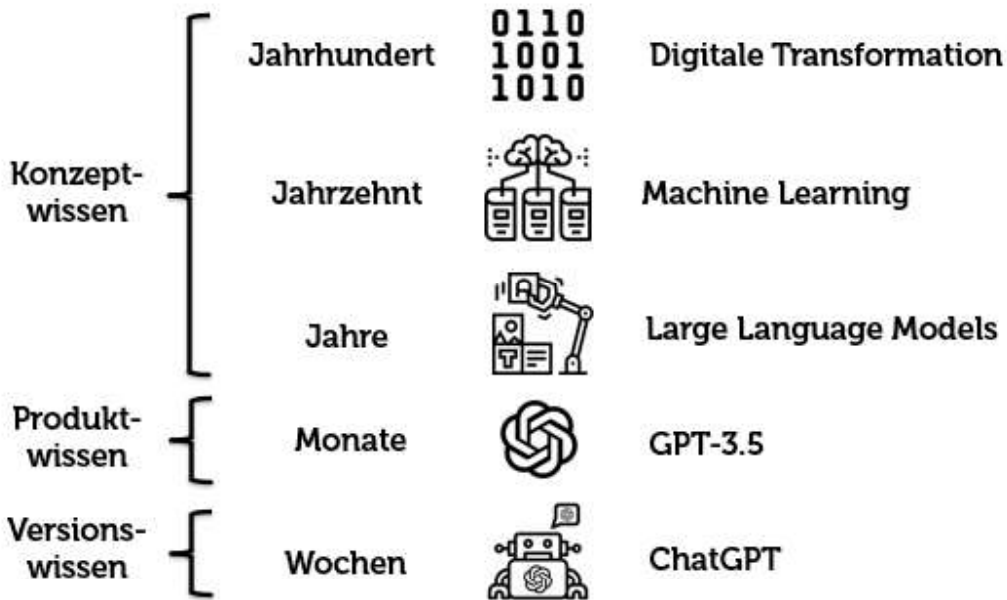 0110
1001
1010
Jahrhundert
Digitale Transformation
Konzept-
wissen
Jahrzehnt
Machine Learning
Jahre
Large Language Models
Produkt-
wissen
Monate
GPT-3.5
Versions-
wissen
Wochen
ChatGPT